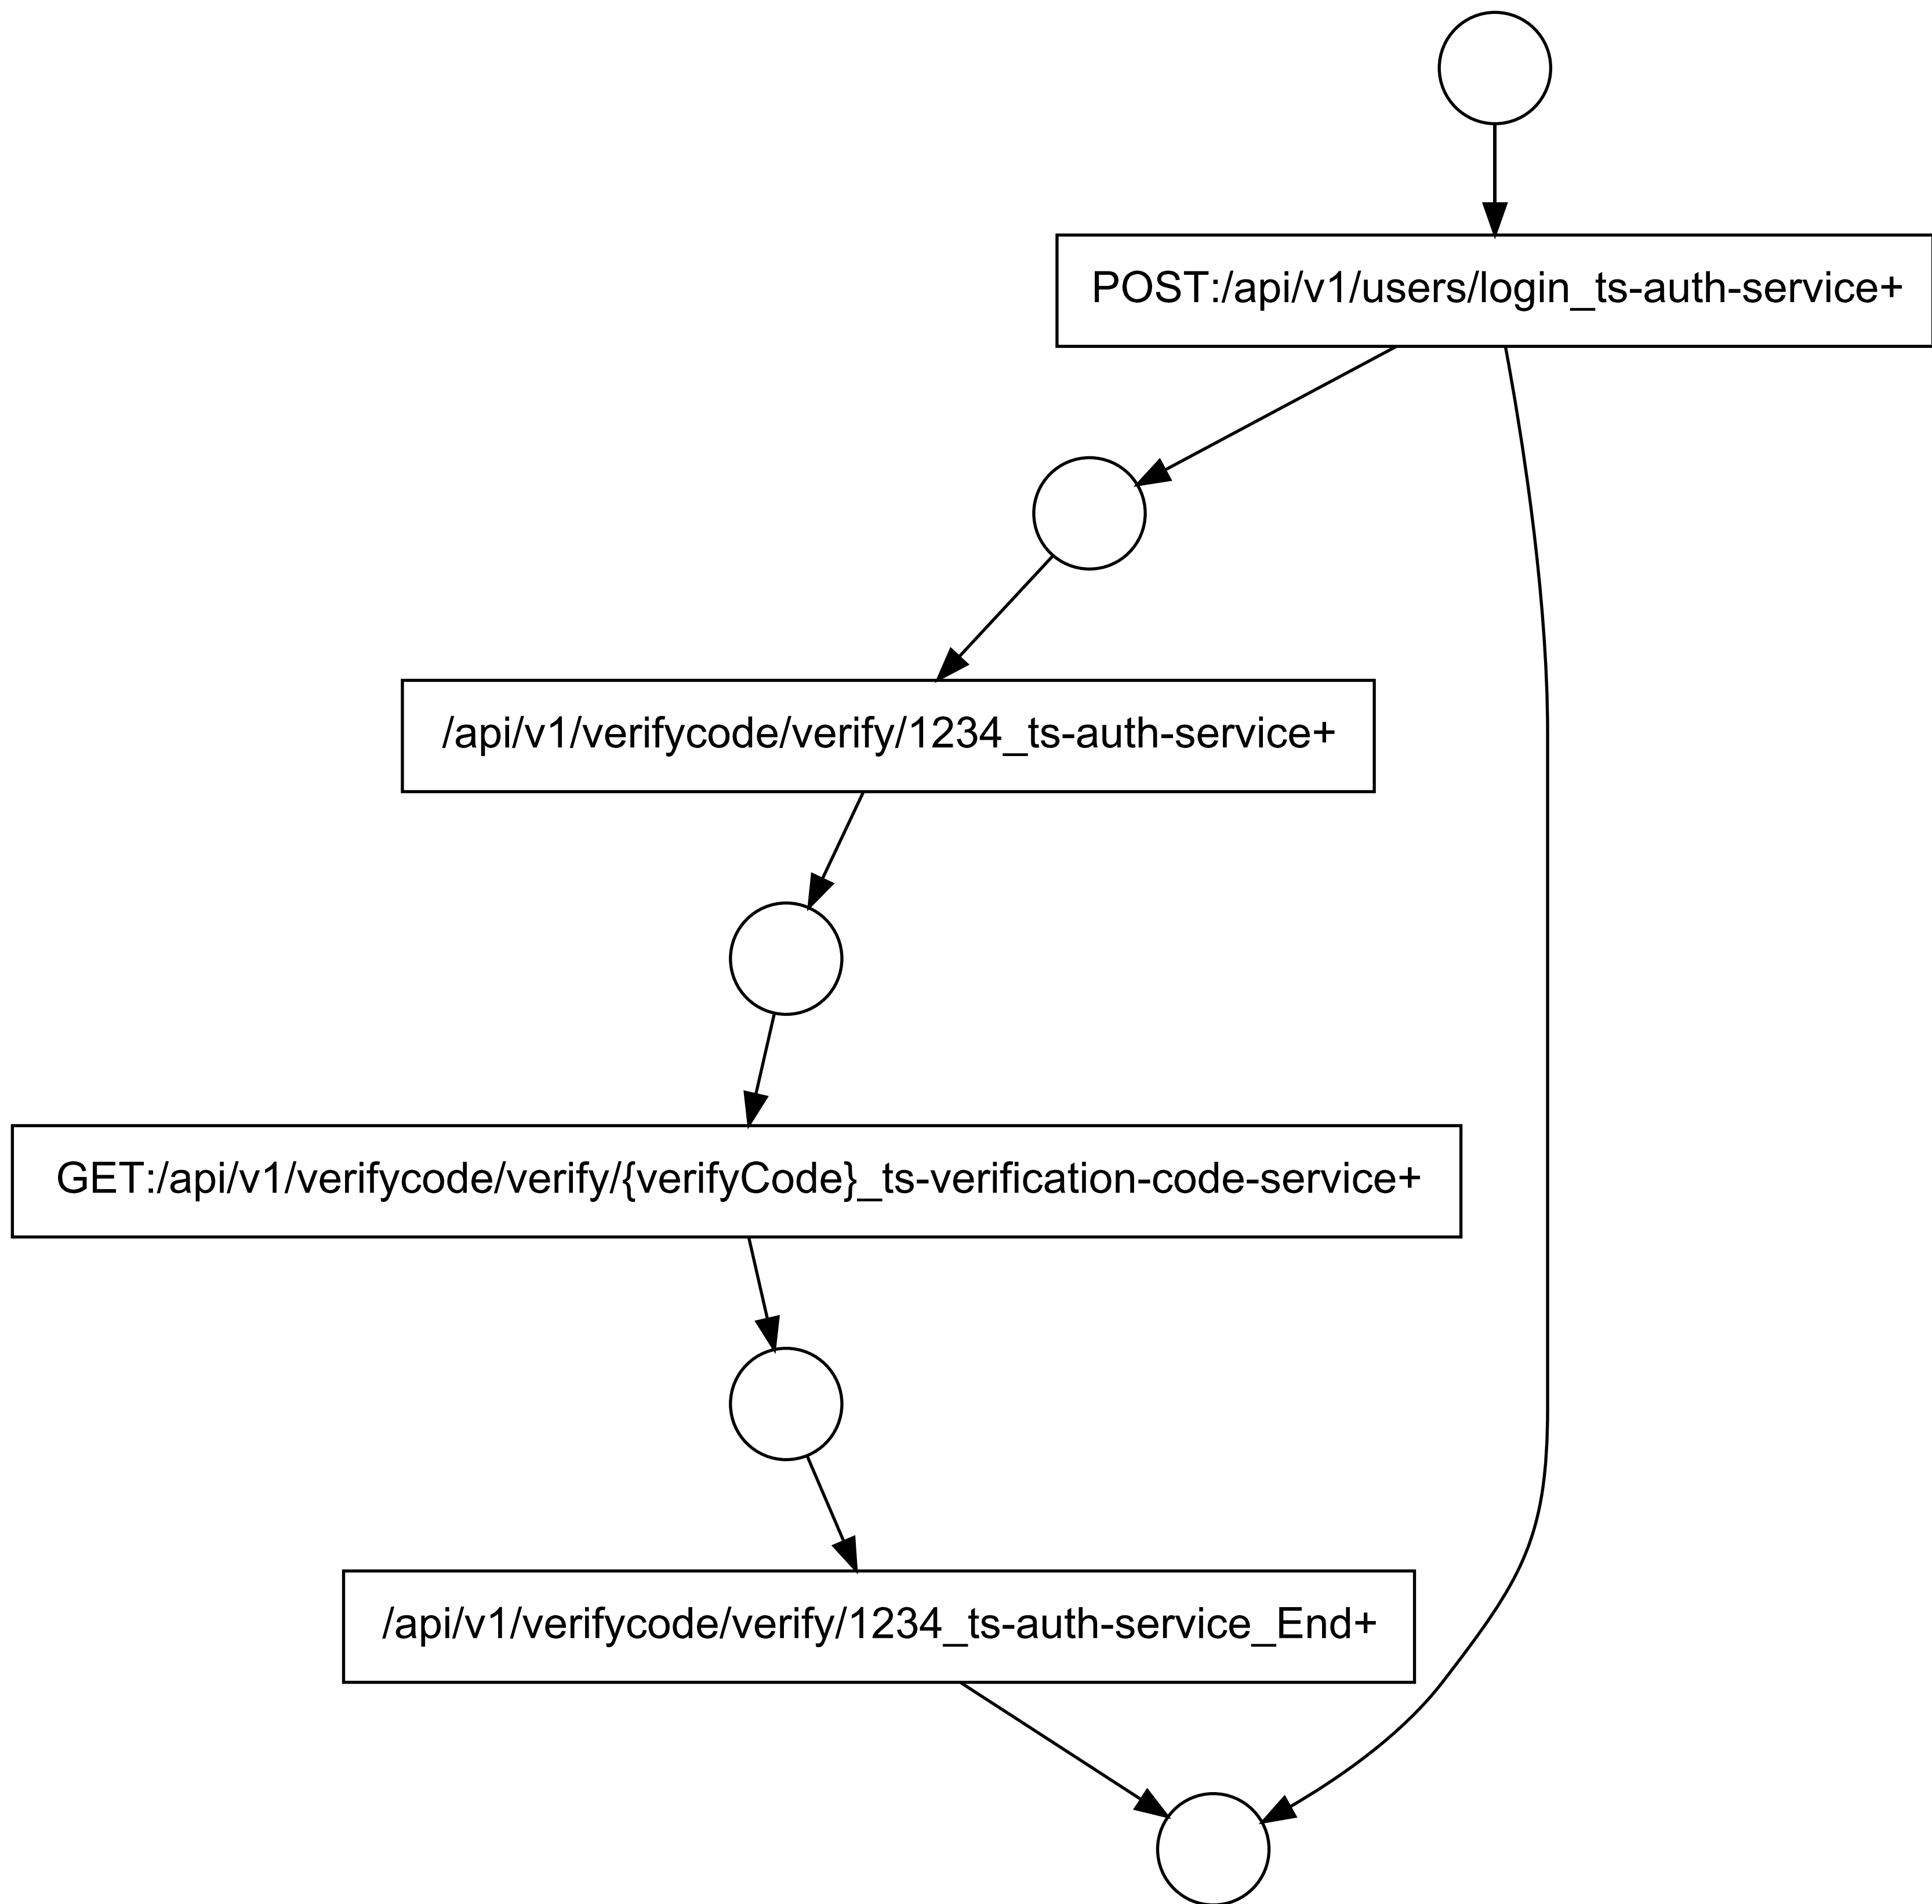 POST:/api/v1/users/login_ts-auth-service+
/api/v1/verifycode/verify/1234_ts-auth-service+
GET:/api/v1/verifycode/verify/{verifyCode}_ts-verification-code-service+
/api/v1/verifycode/verify/1234_ts-auth-service_End+